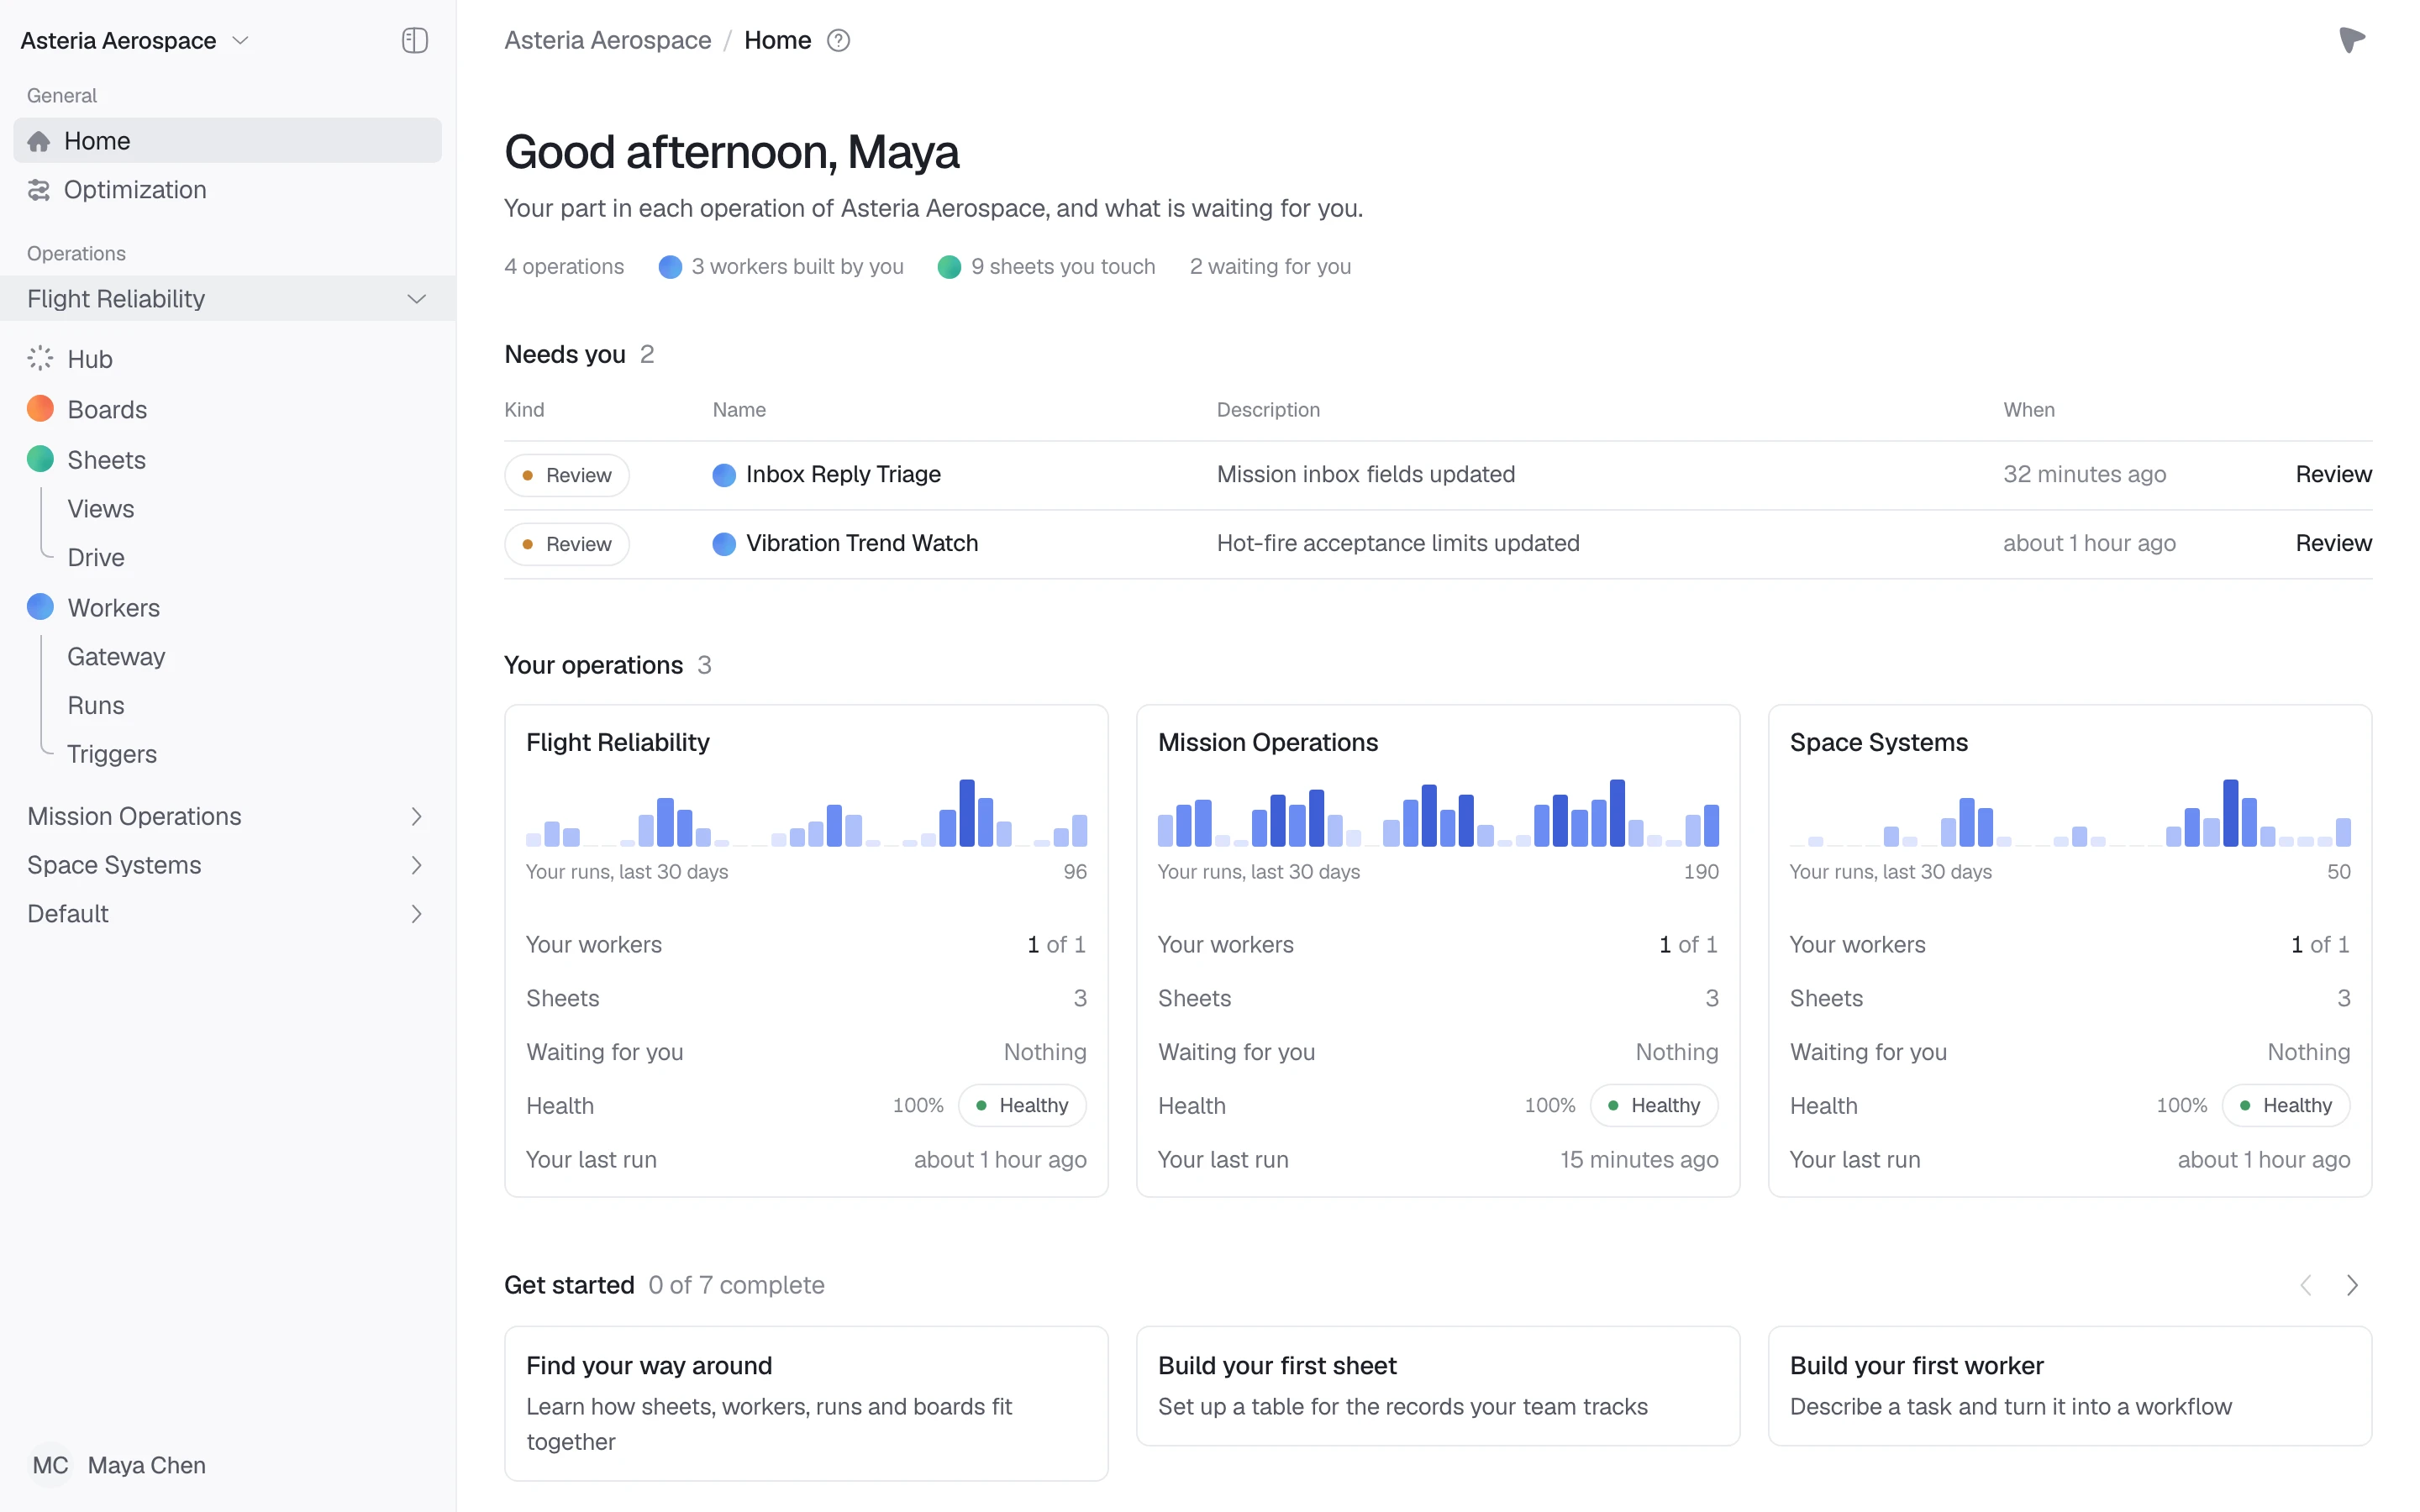 Asteria Aerospace
General
Home
Optimization
Operations
Flight Reliability
Hub
Boards
Sheets
Views
Drive
Workers
Gateway
Runs
Triggers
Mission Operations
Space Systems
Default
MC Maya Chen
Asteria Aerospace / Home ?
Good afternoon, Maya
Your part in each operation of Asteria Aerospace, and what is waiting for you.
4 operations 3 workers built by you 9 sheets you touch 2 waiting for you
Needs you 2
Kind Name Description When
Review Inbox Reply Triage Mission inbox fields updated 32 minutes ago Review
Review Vibration Trend Watch Hot-fire acceptance limits updated about 1 hour ago Review
Your operations 3
Flight Reliability
Your runs, last 30 days 96
Your workers 1 of 1
Sheets 3
Waiting for you Nothing
Health 100% Healthy
Your last run about 1 hour ago
Mission Operations
Your runs, last 30 days 190
Your workers 1 of 1
Sheets 3
Waiting for you Nothing
Health 100% Healthy
Your last run 15 minutes ago
Space Systems
Your runs, last 30 days 50
Your workers 1 of 1
Sheets 3
Waiting for you Nothing
Health 100% Healthy
Your last run about 1 hour ago
Get started 0 of 7 complete
Find your way around
Learn how sheets, workers, runs and boards fit
together
Build your first sheet
Set up a table for the records your team tracks
Build your first worker
Describe a task and turn it into a workflow